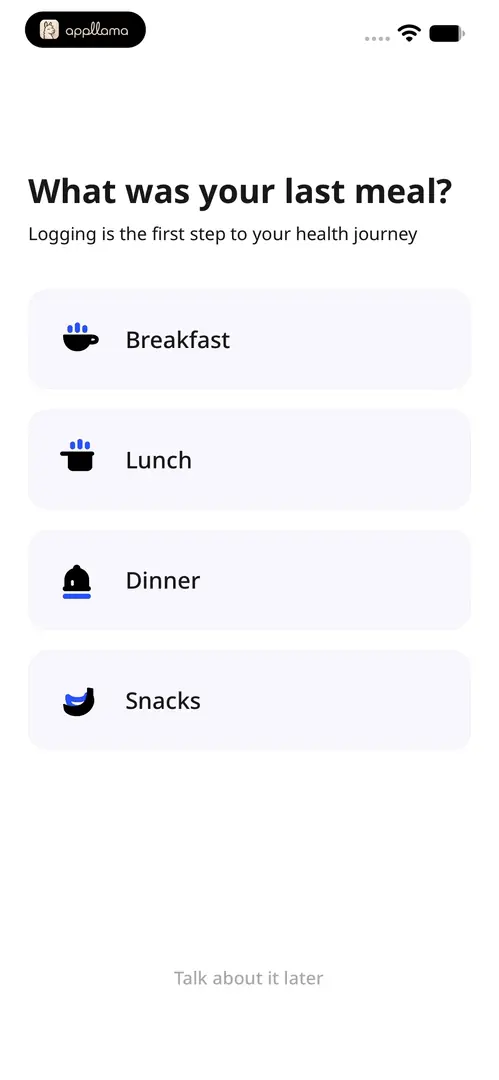 appllama
What was your last meal?
Logging is the first step to your health journey
Breakfast
Lunch
Dinner
Snacks
Talk about it later